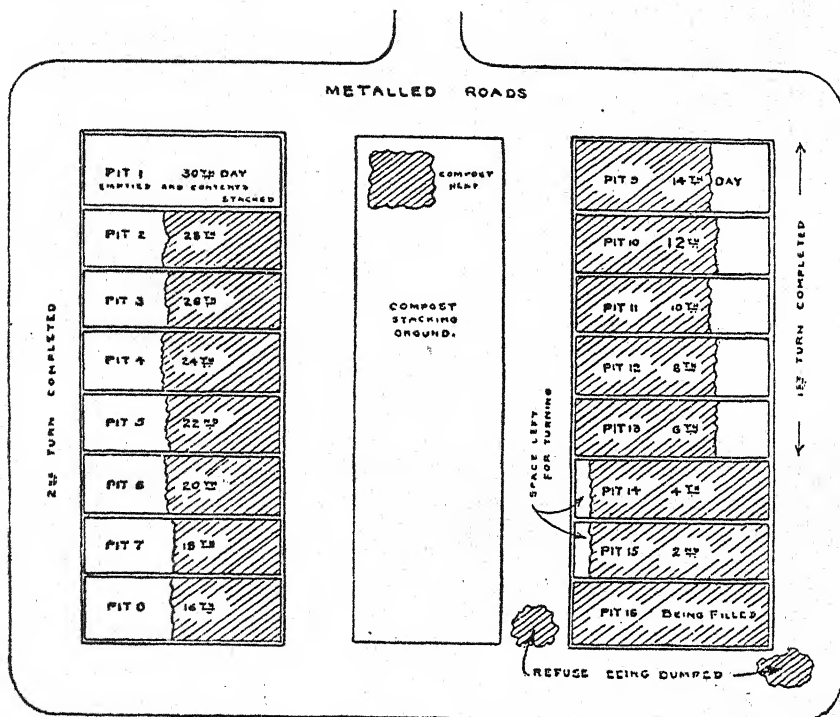 METALLED ROADS
PIT 1 30TH DAY
EMPTIED AND CONTENTS
STACKED
PIT 2 28TH
PIT 3 26TH
PIT 4 24TH
PIT 5 22ND
PIT 6 20TH
PIT 7 18TH
PIT 8 16TH
2ND TURN COMPLETED
COMPOST
HEAP
COMPOST
STACKING
GROUND.
PIT 9 14TH DAY
PIT 10 12TH
PIT 11 10TH
PIT 12 8TH
PIT 13 6TH
PIT 14 4TH
PIT 15 2ND
PIT 16 BEING FILLED
1ST TURN COMPLETED
SPACE LEFT
FOR TURNING
REFUSE BEING DUMPED